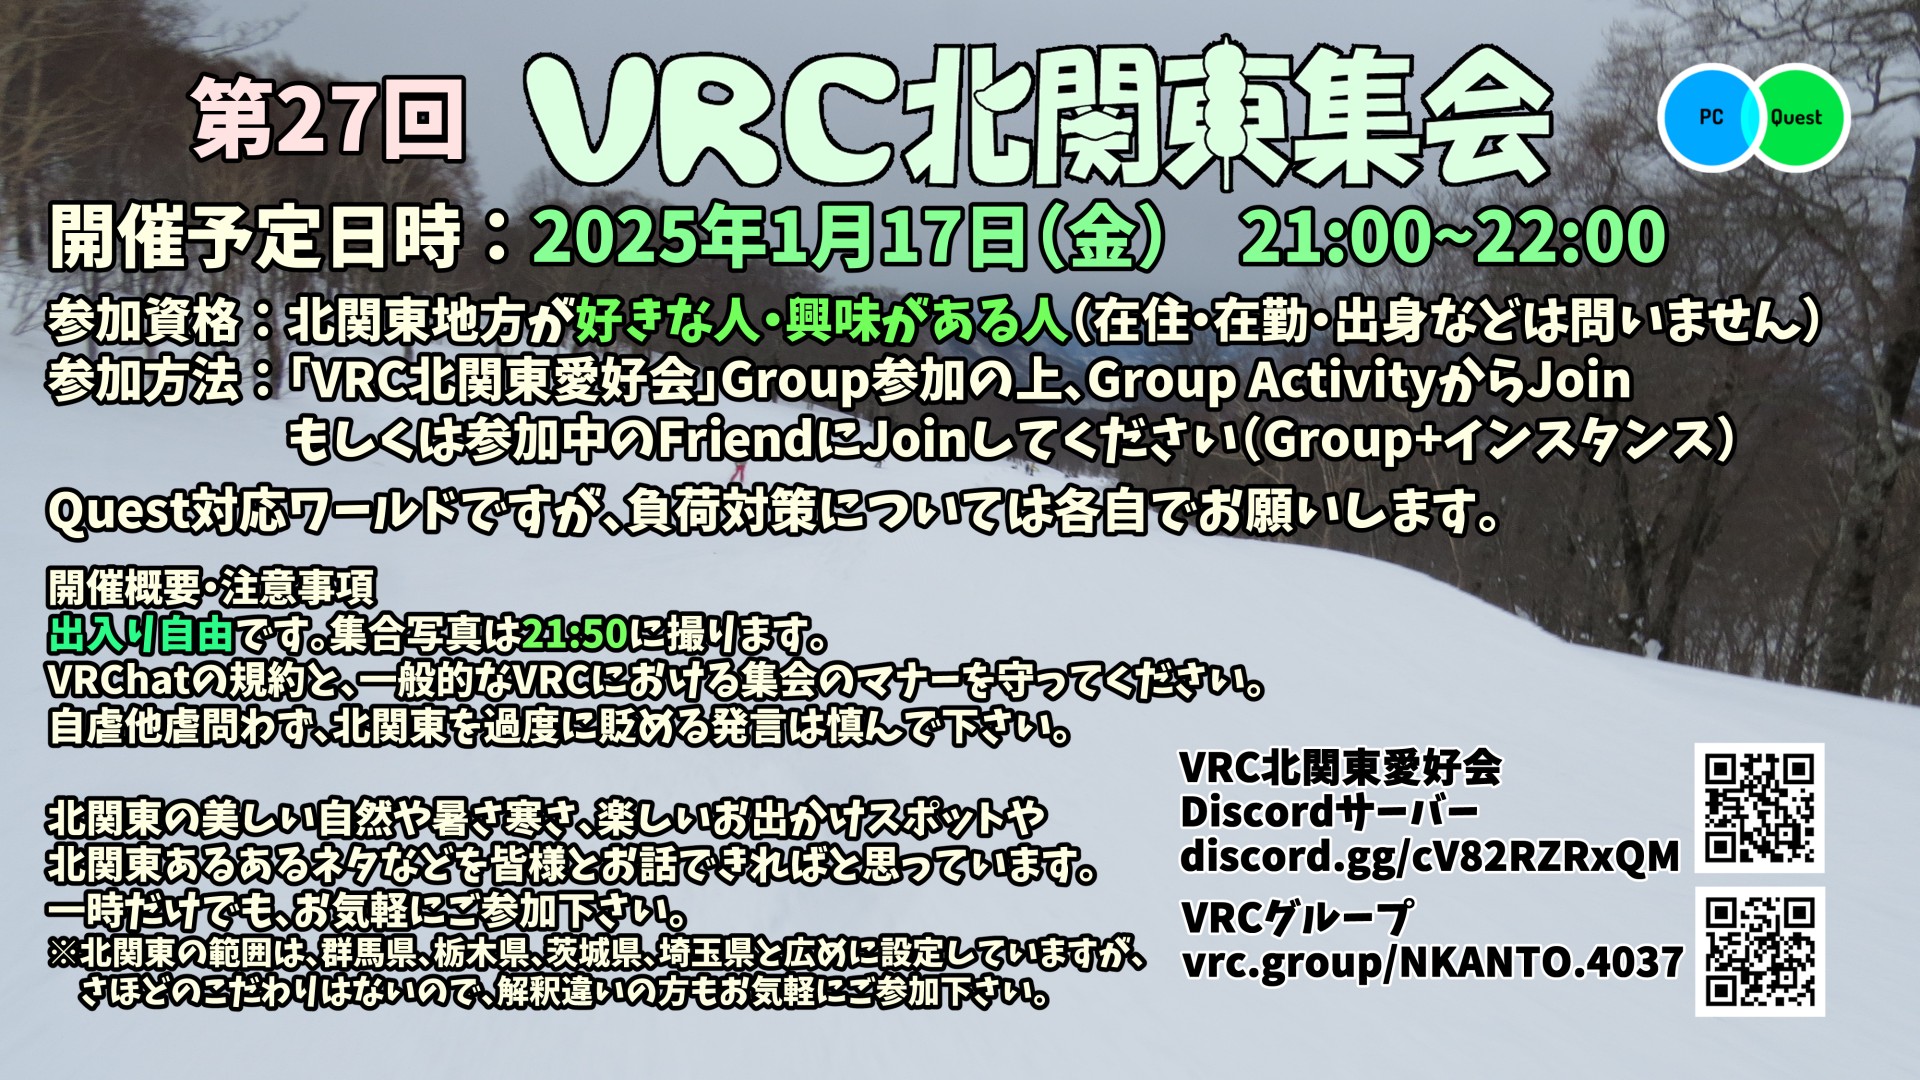 第27回 VRC北関東集会
PC Quest
開催予定日時：2025年1月17日（金） 21:00~22:00
参加資格：北関東地方が好きな人・興味がある人（在住・在勤・出身などは問いません）
参加方法：「VRC北関東愛好会」Group参加の上、Group ActivityからJoin
もしくは参加中のFriendにJoinしてください（Group+インスタンス）
Quest対応ワールドですが、負荷対策については各自でお願いします。
開催概要・注意事項
出入り自由です。集合写真は21:50に撮ります。
VRChatの規約と、一般的なVRCにおける集会のマナーを守ってください。
自虐他虐問わず、北関東を過度に貶める発言は慎んで下さい。
北関東の美しい自然や暑さ寒さ、楽しいお出かけスポットや
北関東あるあるネタなどを皆様とお話できればと思っています。
一時だけでも、お気軽にご参加下さい。
※北関東の範囲は、群馬県、栃木県、茨城県、埼玉県と広めに設定していますが、
さほどのこだわりはないので、解釈違いの方もお気軽にご参加下さい。
VRC北関東愛好会
Discordサーバー
discord.gg/cV82RZRxQM
VRCグループ
vrc.group/NKANTO.4037